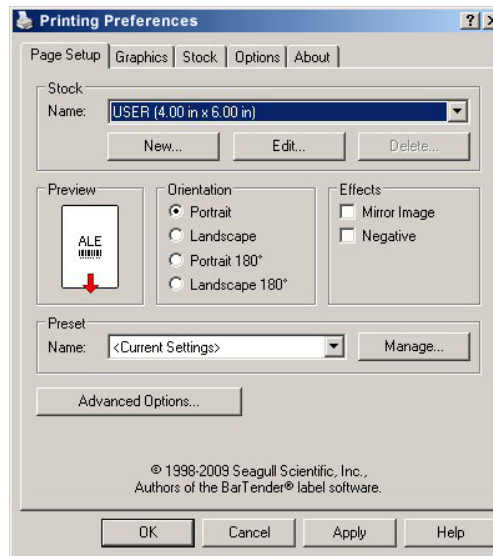 Printing Preferences
Page Setup Graphics Stock Options About
Stock
Name: USER (4.00 in x 6.00 in)
New... Edit... Delete...
Preview Orientation Effects
ALE
Portrait Mirror Image
Landscape Negative
Portrait 180°
Landscape 180°
Preset
Name: <Current Settings> Manage...
Advanced Options...
© 1998-2009 Seagull Scientific, Inc.,
Authors of the BarTender® label software.
OK Cancel Apply Help